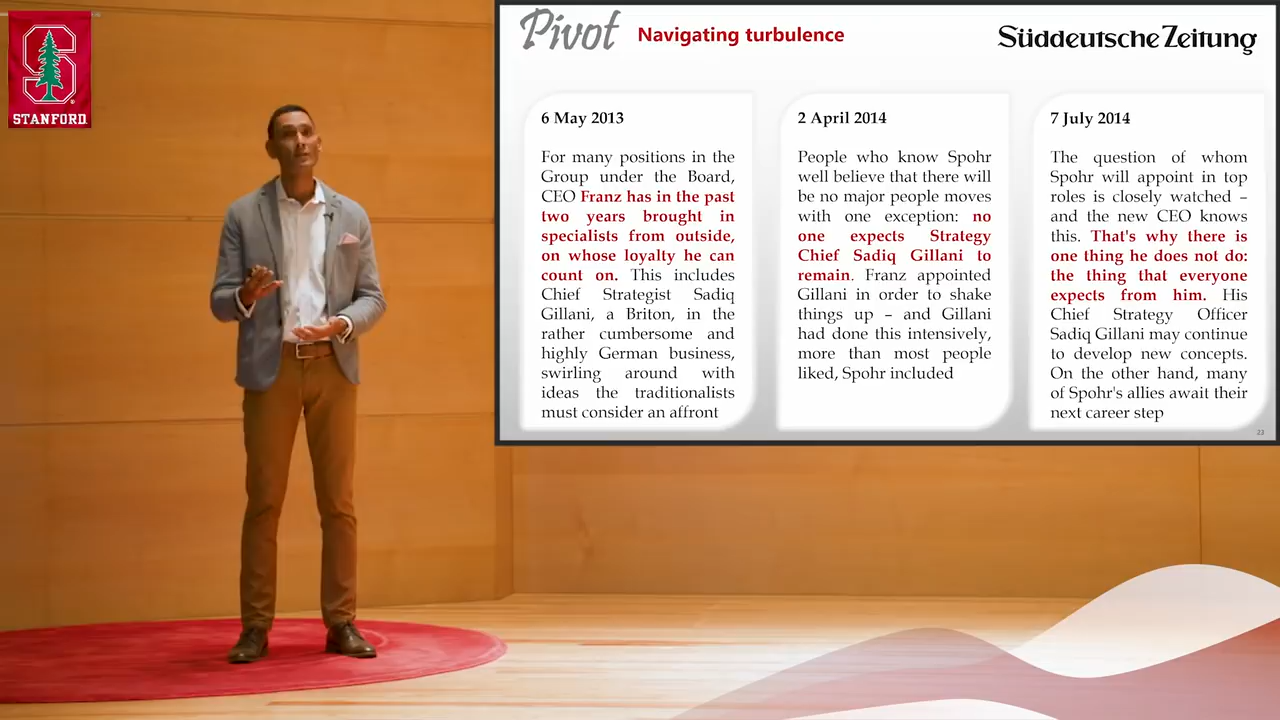 STANFORD
Pivot
Navigating turbulence
Süddeutsche Zeitung
6 May 2013
For many positions in the
Group under the Board,
CEO Franz has in the past
two years brought in
specialists from outside,
on whose loyalty he can
count on. This includes
Chief Strategist Sadiq
Gillani, a Briton, in the
rather cumbersome and
highly German business,
swirling around with
ideas the traditionalists
must consider an affront
2 April 2014
People who know Spohr
well believe that there will
be no major people moves
with one exception: no
one expects Strategy
Chief Sadiq Gillani to
remain. Franz appointed
Gillani in order to shake
things up – and Gillani
had done this intensively,
more than most people
liked, Spohr included
7 July 2014
The question of whom
Spohr will appoint in top
roles is closely watched –
and the new CEO knows
this. That's why there is
one thing he does not do:
the thing that everyone
expects from him. His
Chief Strategy Officer
Sadiq Gillani may continue
to develop new concepts.
On the other hand, many
of Spohr's allies await their
next career step
23